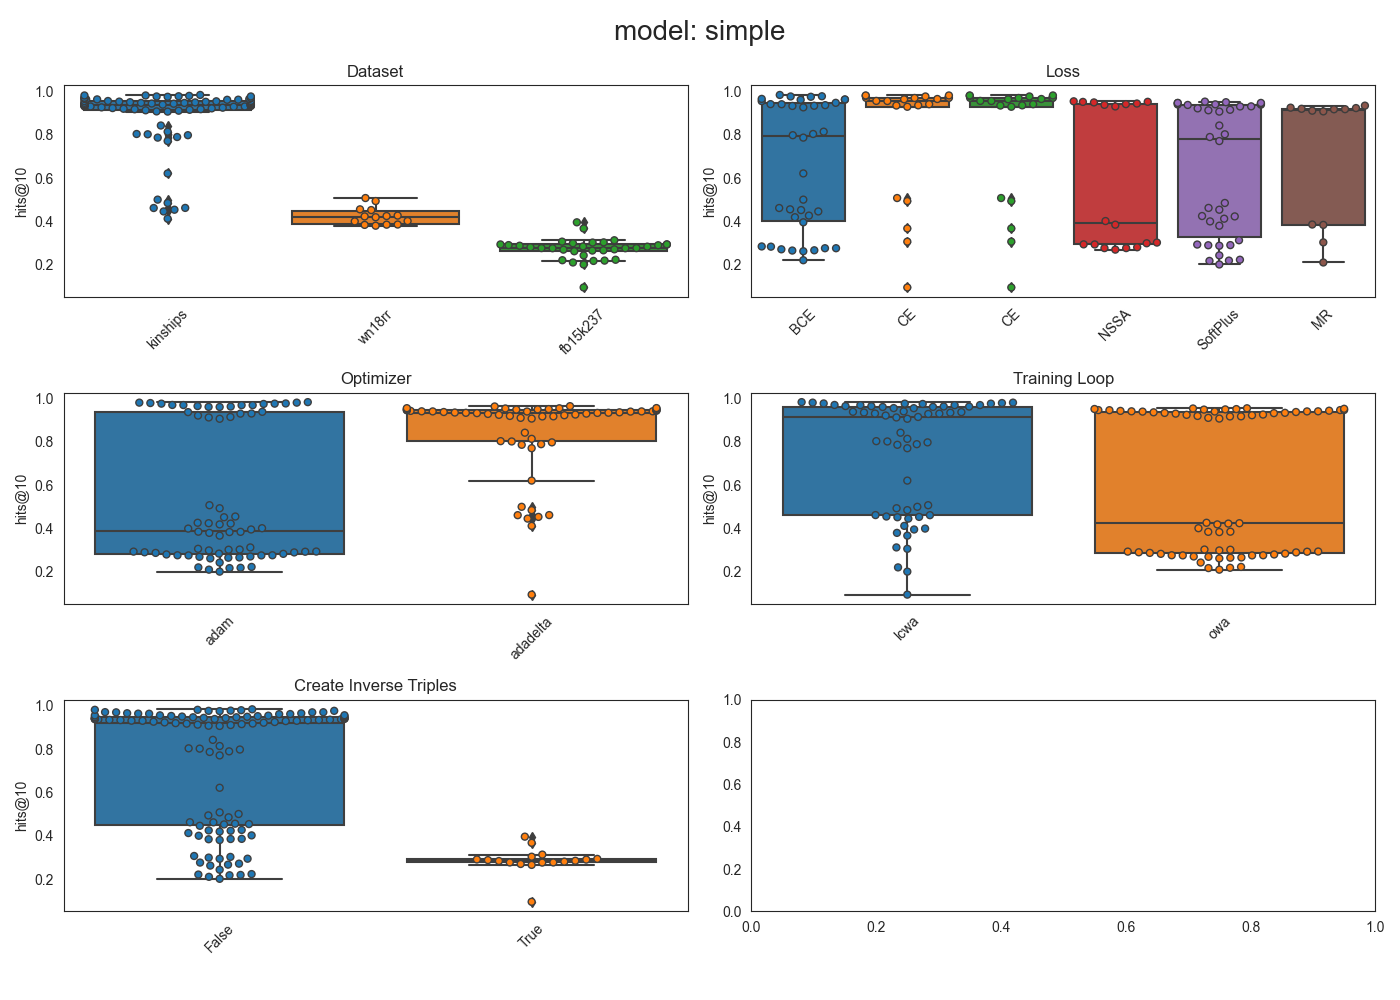 model: simple
Dataset
hits@10
1.0
0.8
0.6
0.4
0.2
kinships
wn18rr
fb15k237
Loss
1.0
0.8
0.6
0.4
0.2
BCE
CE
CE
NSSA
SoftPlus
MR
Optimizer
hits@10
1.0
0.8
0.6
0.4
0.2
adam
adadelta
Training Loop
hits@10
1.0
0.8
0.6
0.4
0.2
lcwa
owa
Create Inverse Triples
hits@10
1.0
0.8
0.6
0.4
0.2
False
True
1.0
0.8
0.6
0.4
0.2
0.0
0.0 0.2 0.4 0.6 0.8 1.0